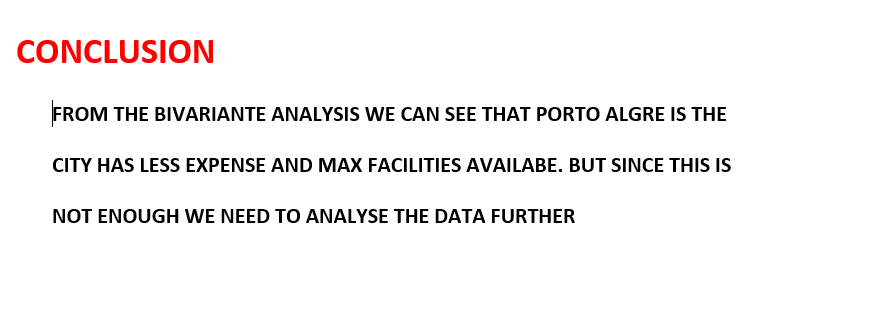 CONCLUSION
FROM THE BIVARIANTE ANALYSIS WE CAN SEE THAT PORTO ALGRE IS THE
CITY HAS LESS EXPENSE AND MAX FACILITIES AVAILABE. BUT SINCE THIS IS
NOT ENOUGH WE NEED TO ANALYSE THE DATA FURTHER